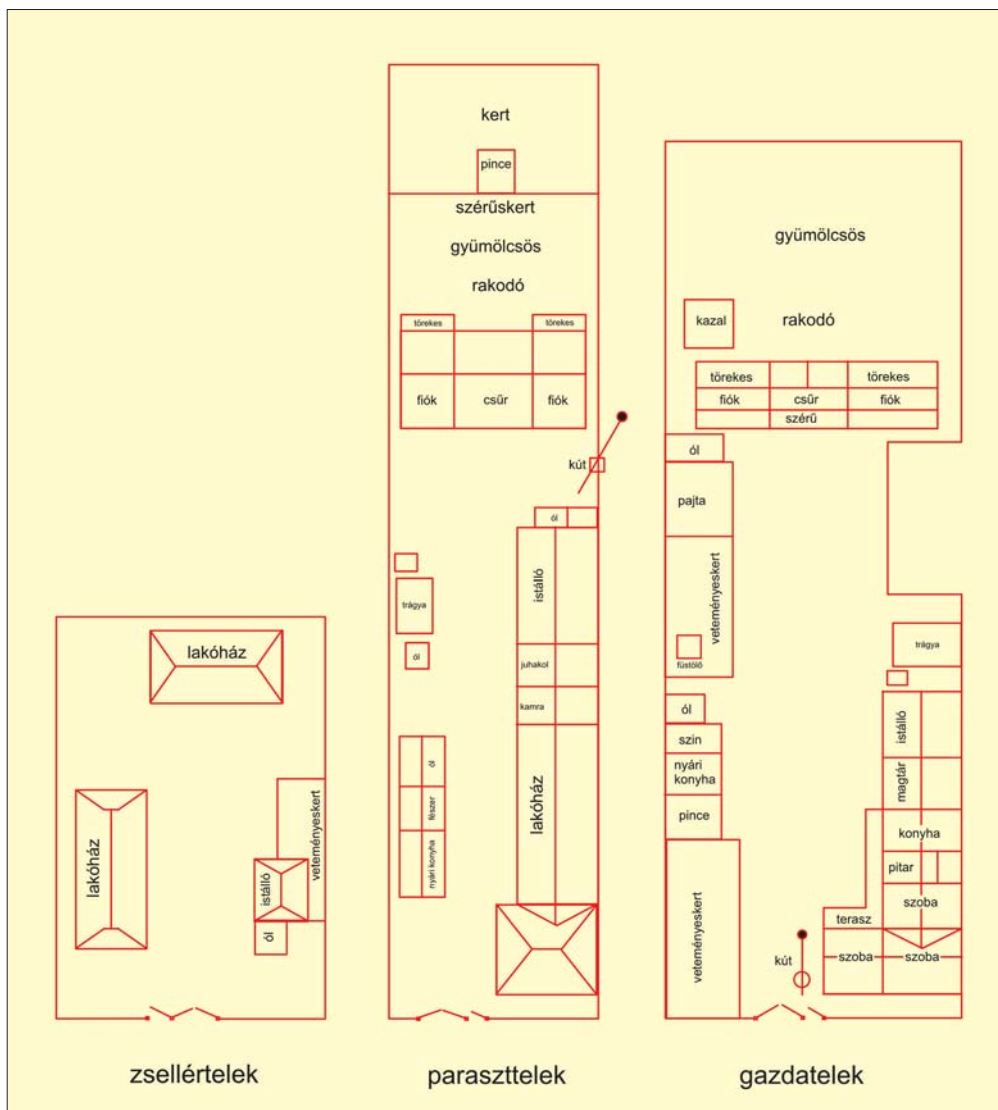 lakóház
lakóház
veteményeskert
istálló
ól
zsellértelek
kert
pince
szérűskert
gyümölcsös
rakodó
törekes
törekes
fiók
csűr
fiók
kút
ól
istálló
trágya
ól
juhakol
kamra
ól
fészer
nyári konyha
lakóház
paraszttelek
gyümölcsös
kazal
rakodó
törekes
törekes
fiók
csűr
fiók
szérű
ól
pajta
veteményeskert
füstölő
trágya
ól
szin
nyári
konyha
pince
istálló
magtár
konyha
pitar
szoba
terasz
szoba
szoba
veteményeskert
kút
gazdatelek